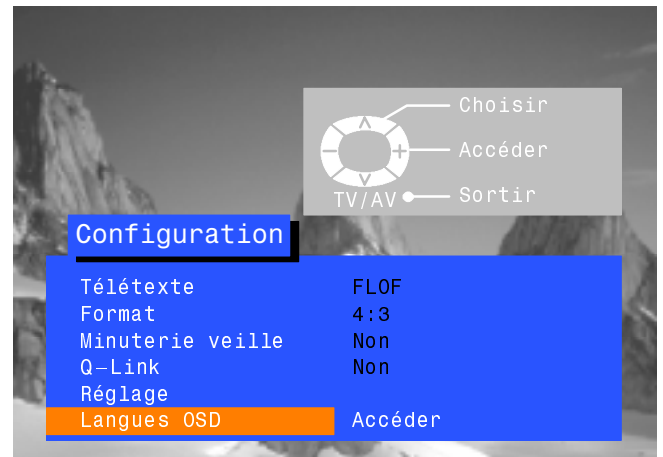 Choisir
Accéder
TV/AV Sortir
Configuration
Télétexte FLOF
Format 4:3
Minuterie veille Non
Q–Link Non
Réglage
Langues OSD Accéder